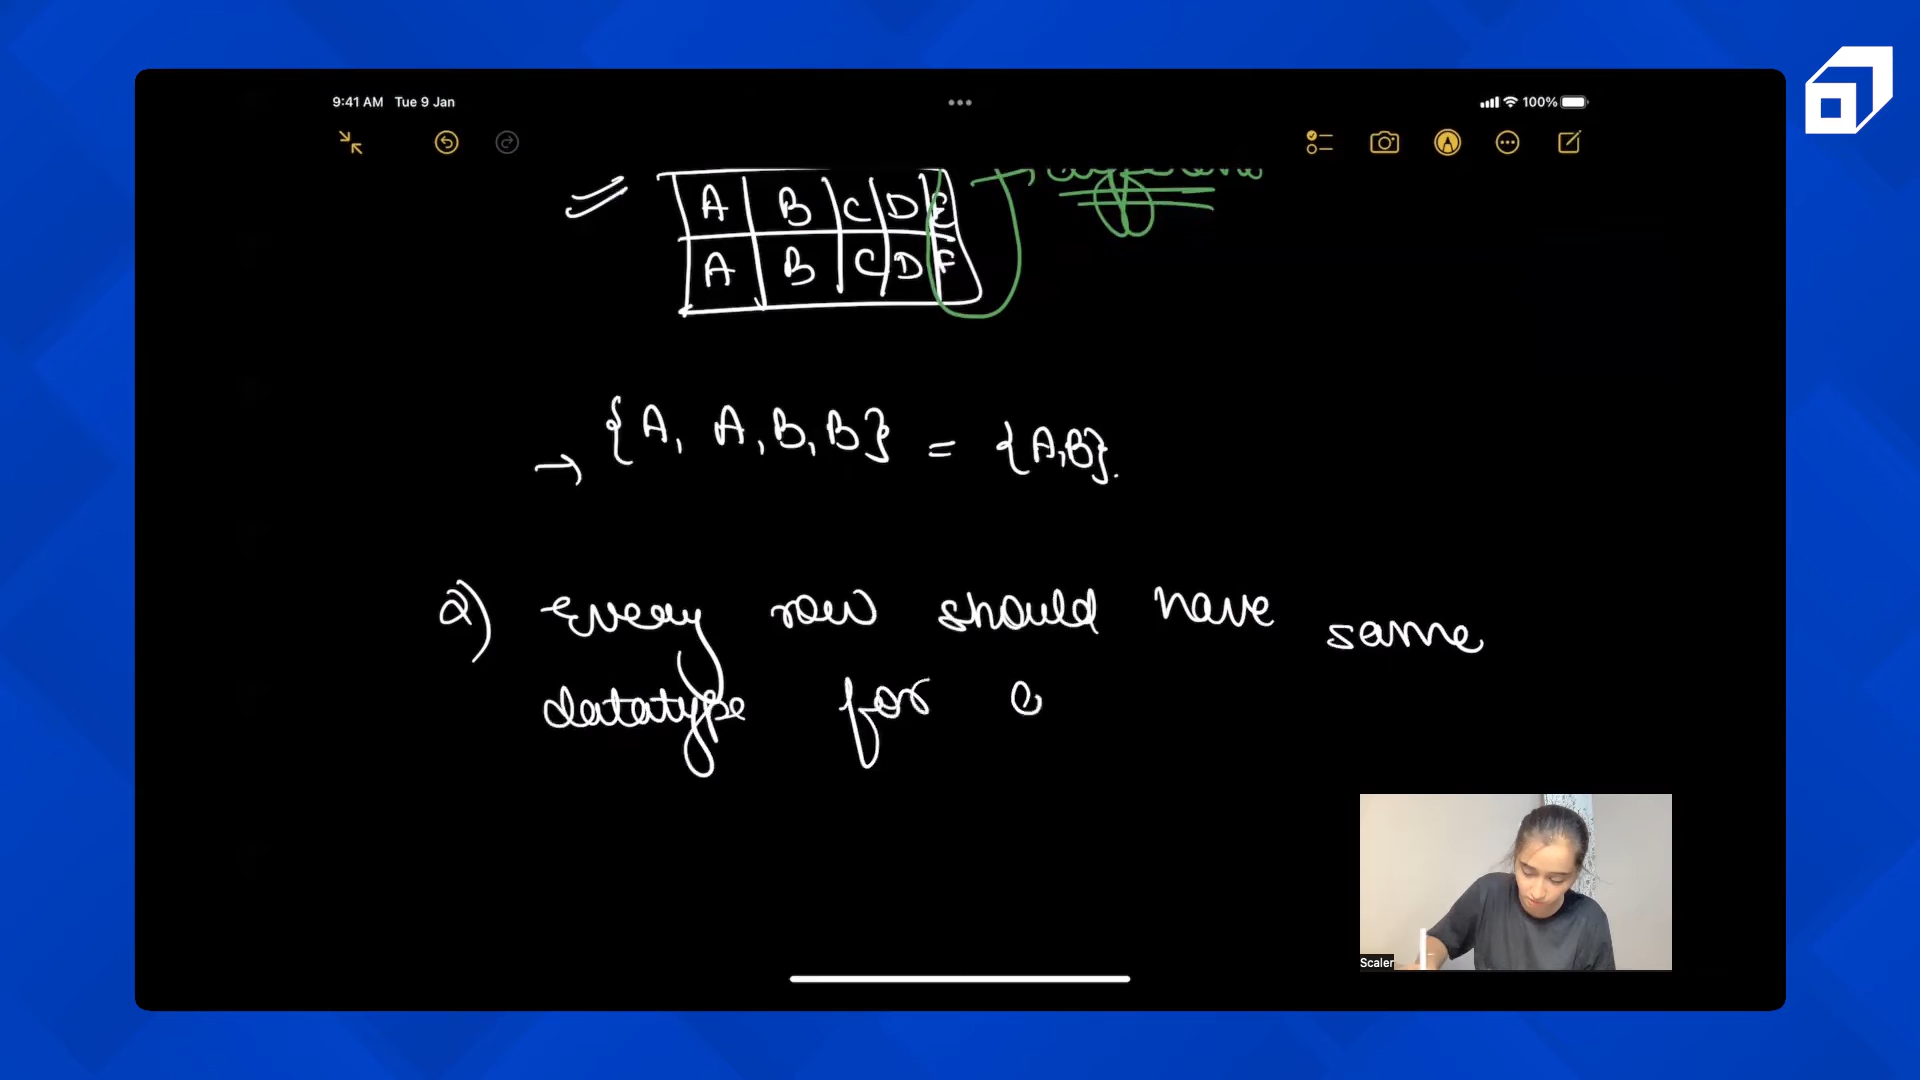 9:41 AM Tue 9 Jan
100%
A B C D E
A B C D F
→ {A, A, B, B} = {A,B}.
2) Every row should have same
datatype for c
Scaler